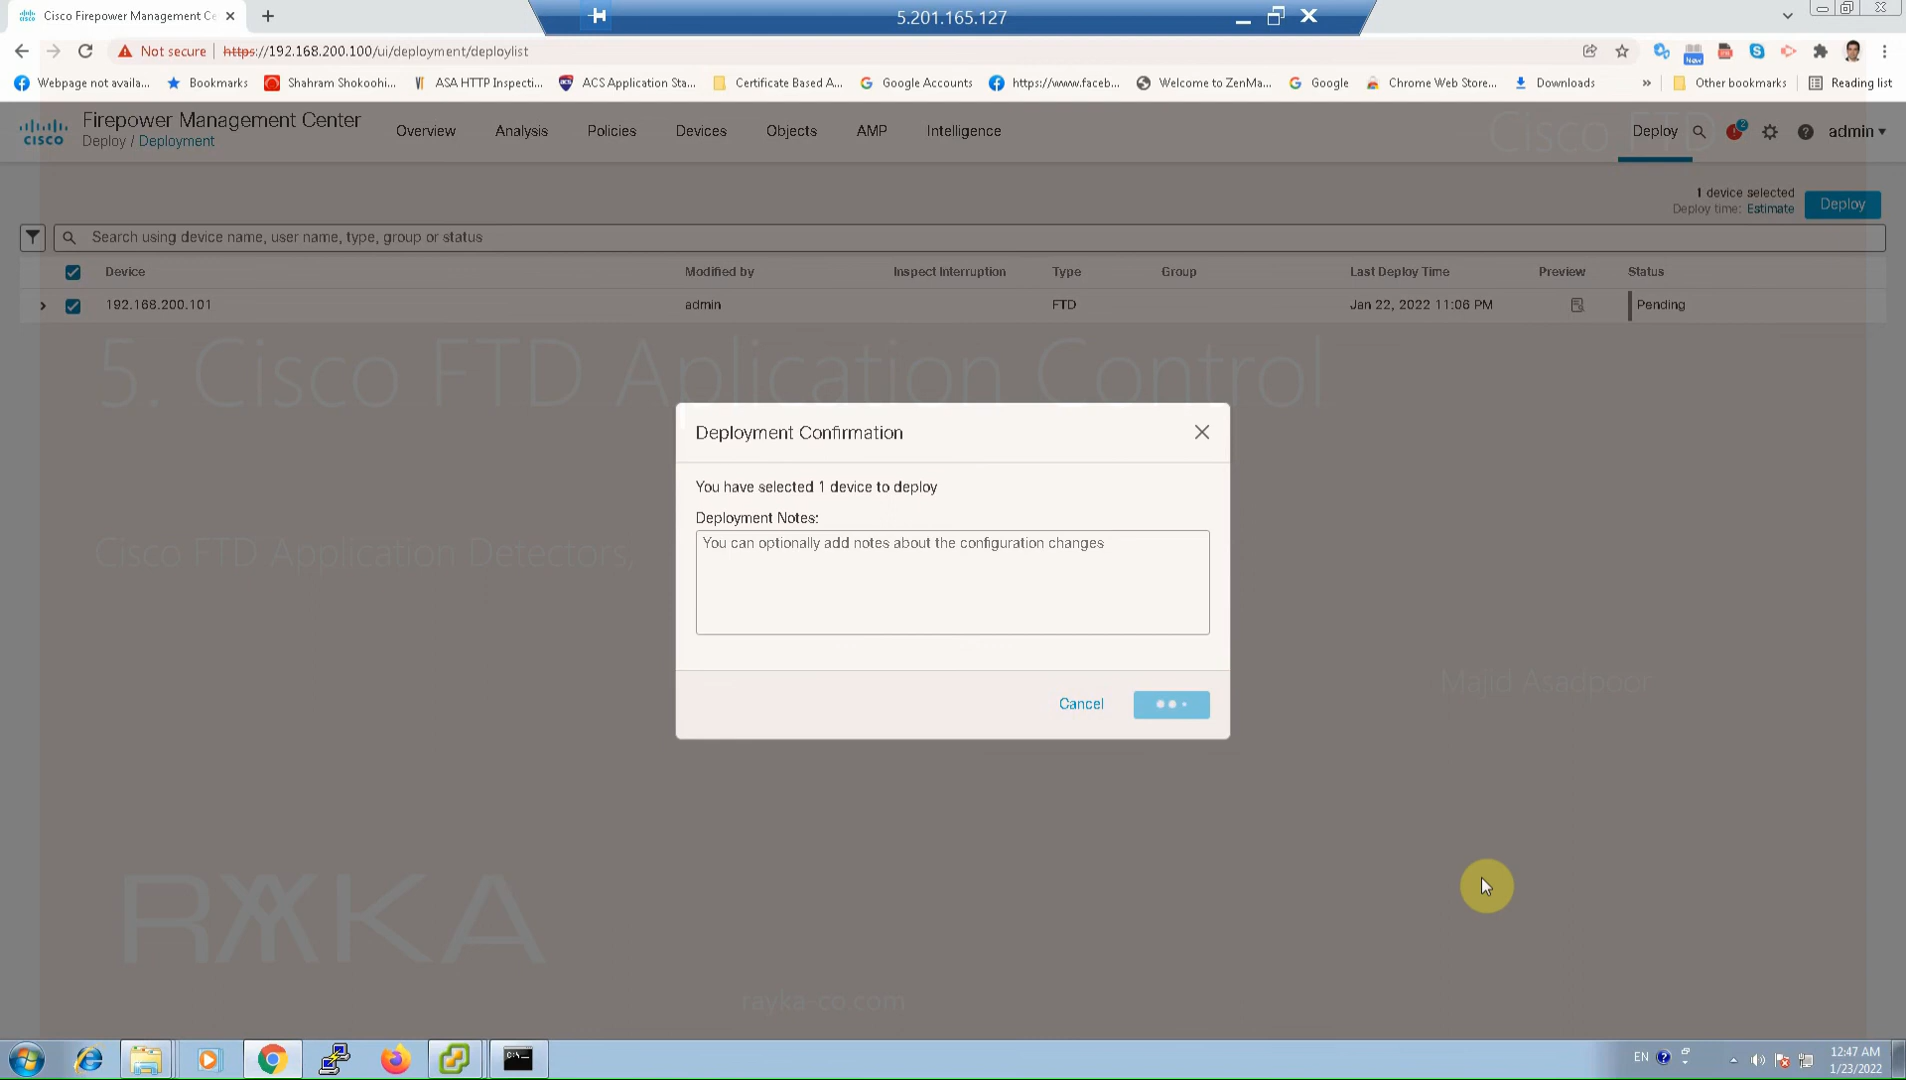 Cisco Firepower Management Ce
5.201.165.127
Not secure | https://192.168.200.100/ui/deployment/deploylist
New
Webpage not availa... Bookmarks Shahram Shokoohi... ASA HTTP Inspecti... ACS Application Sta... Certificate Based A... Google Accounts https://www.faceb... Welcome to ZenMa... Google Chrome Web Store... Downloads » Other bookmarks Reading list
Firepower Management Center
Deploy / Deployment
cisco
Overview Analysis Policies Devices Objects AMP Intelligence
Cisco FTD
Deploy 2 admin
1 device selected
Deploy time: Estimate
Deploy
Search using device name, user name, type, group or status
Device Modified by Inspect Interruption Type Group Last Deploy Time Preview Status
192.168.200.101 admin FTD Jan 22, 2022 11:06 PM Pending
5. Cisco FTD Aplication Control
Deployment Confirmation
You have selected 1 device to deploy
Deployment Notes:
You can optionally add notes about the configuration changes
Cisco FTD Application Detectors,
Cancel
Majid Asadpoor
RAYKA
rayka-co.com
EN
12:47 AM
1/23/2022